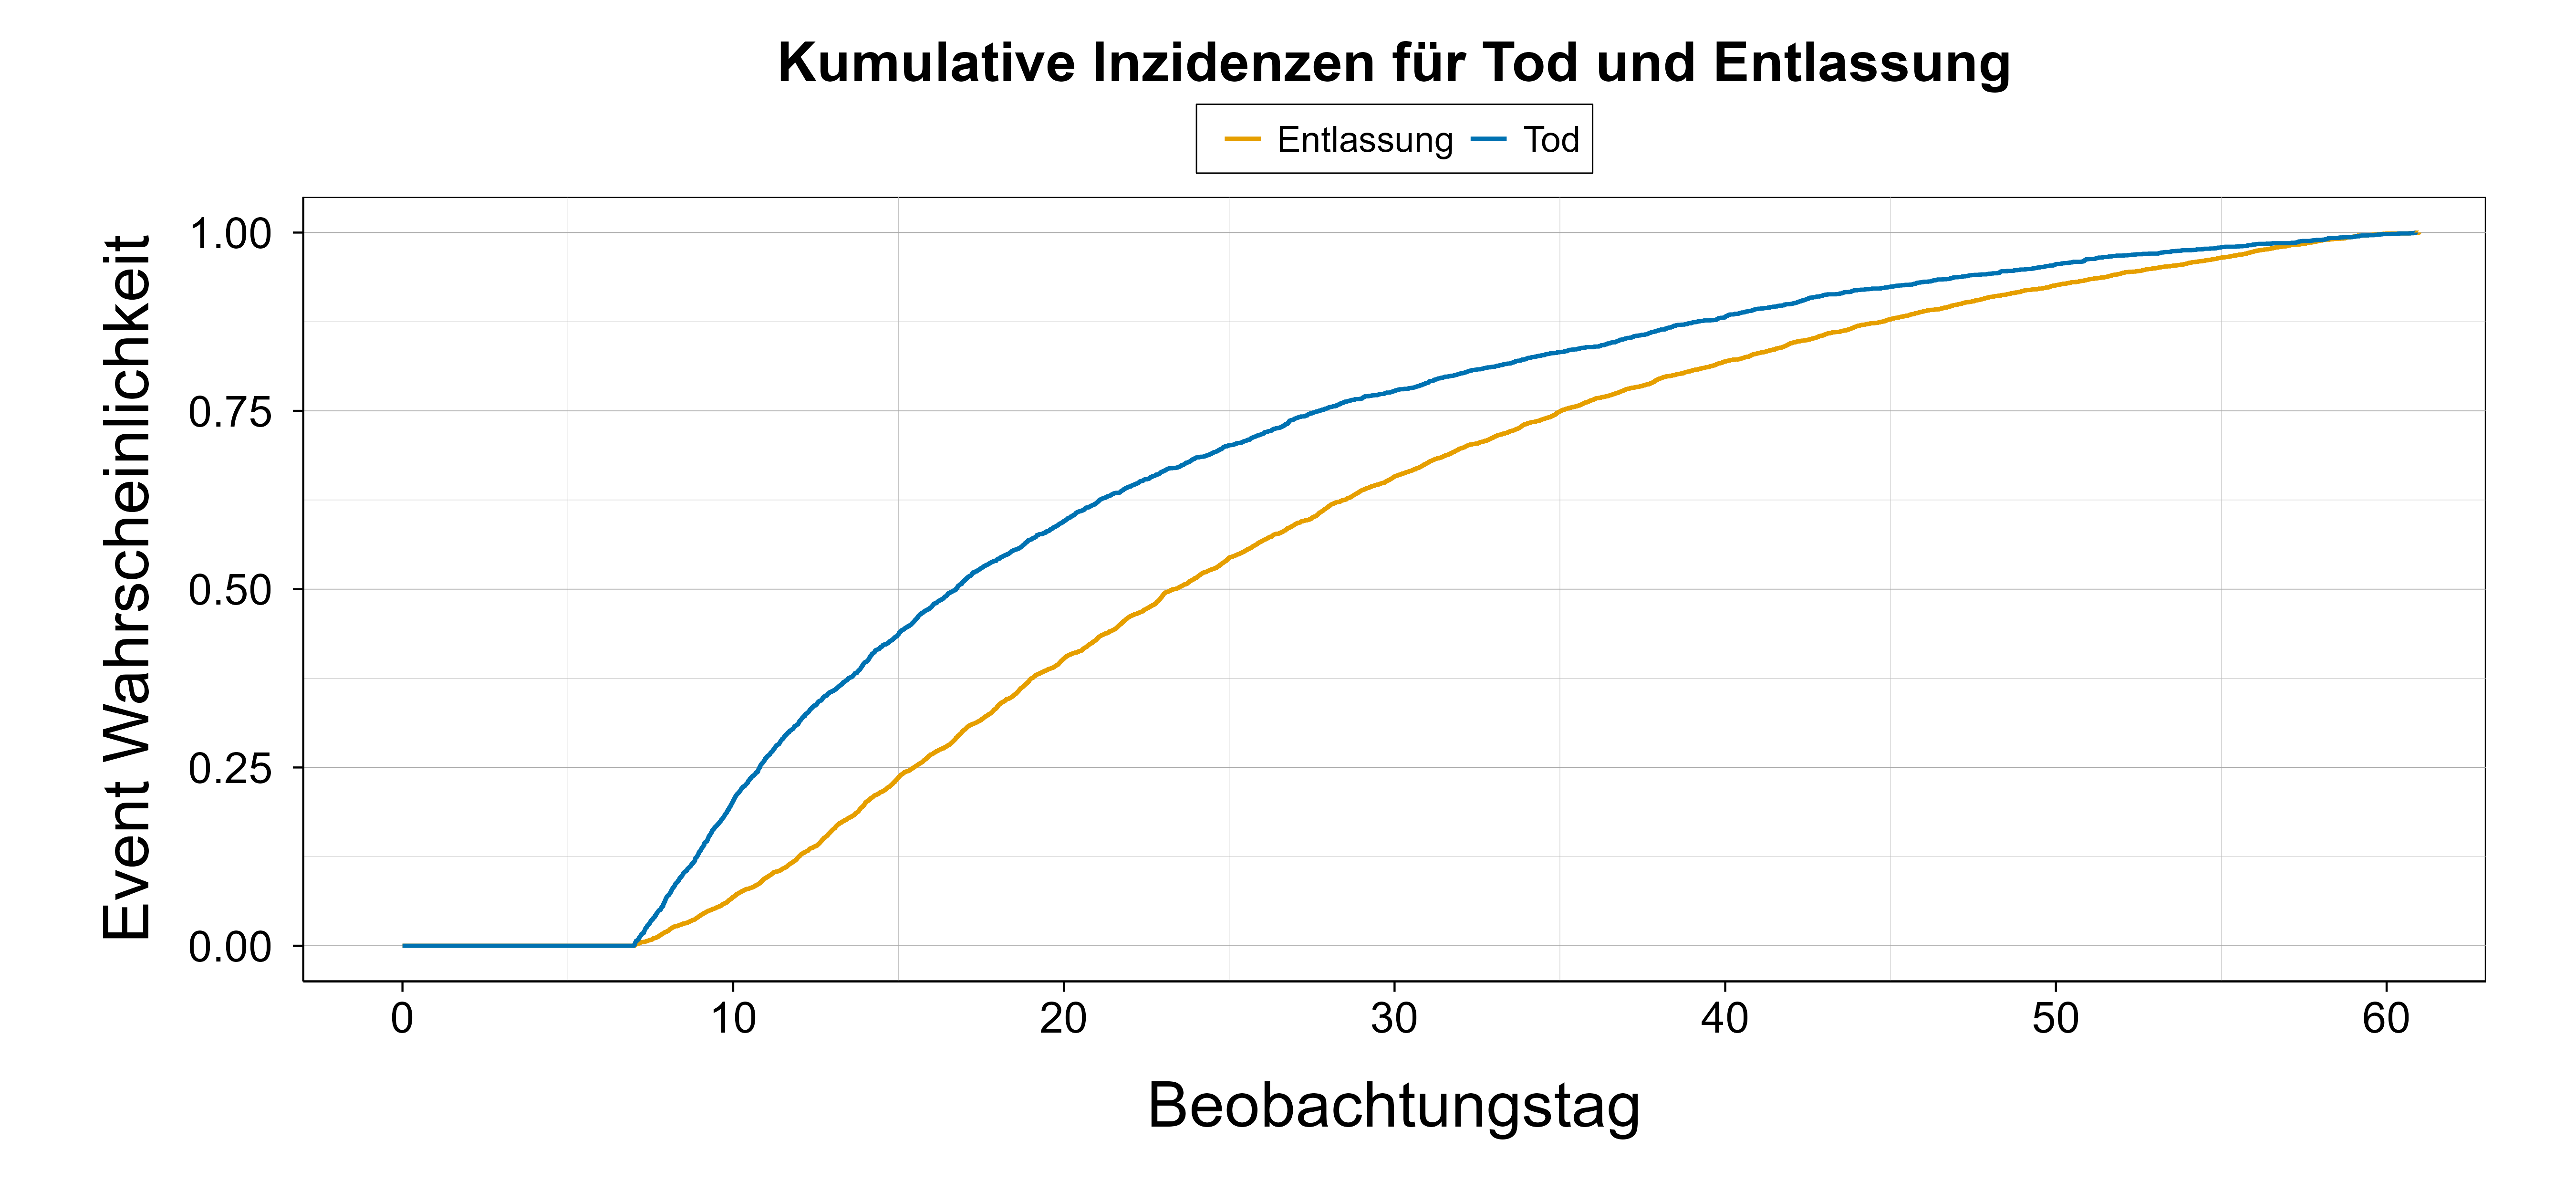 Kumulative Inzidenzen für Tod und Entlassung
Entlassung Tod
Event Wahrscheinlichkeit
1.00
0.75
0.50
0.25
0.00
0 10 20 30 40 50 60
Beobachtungstag